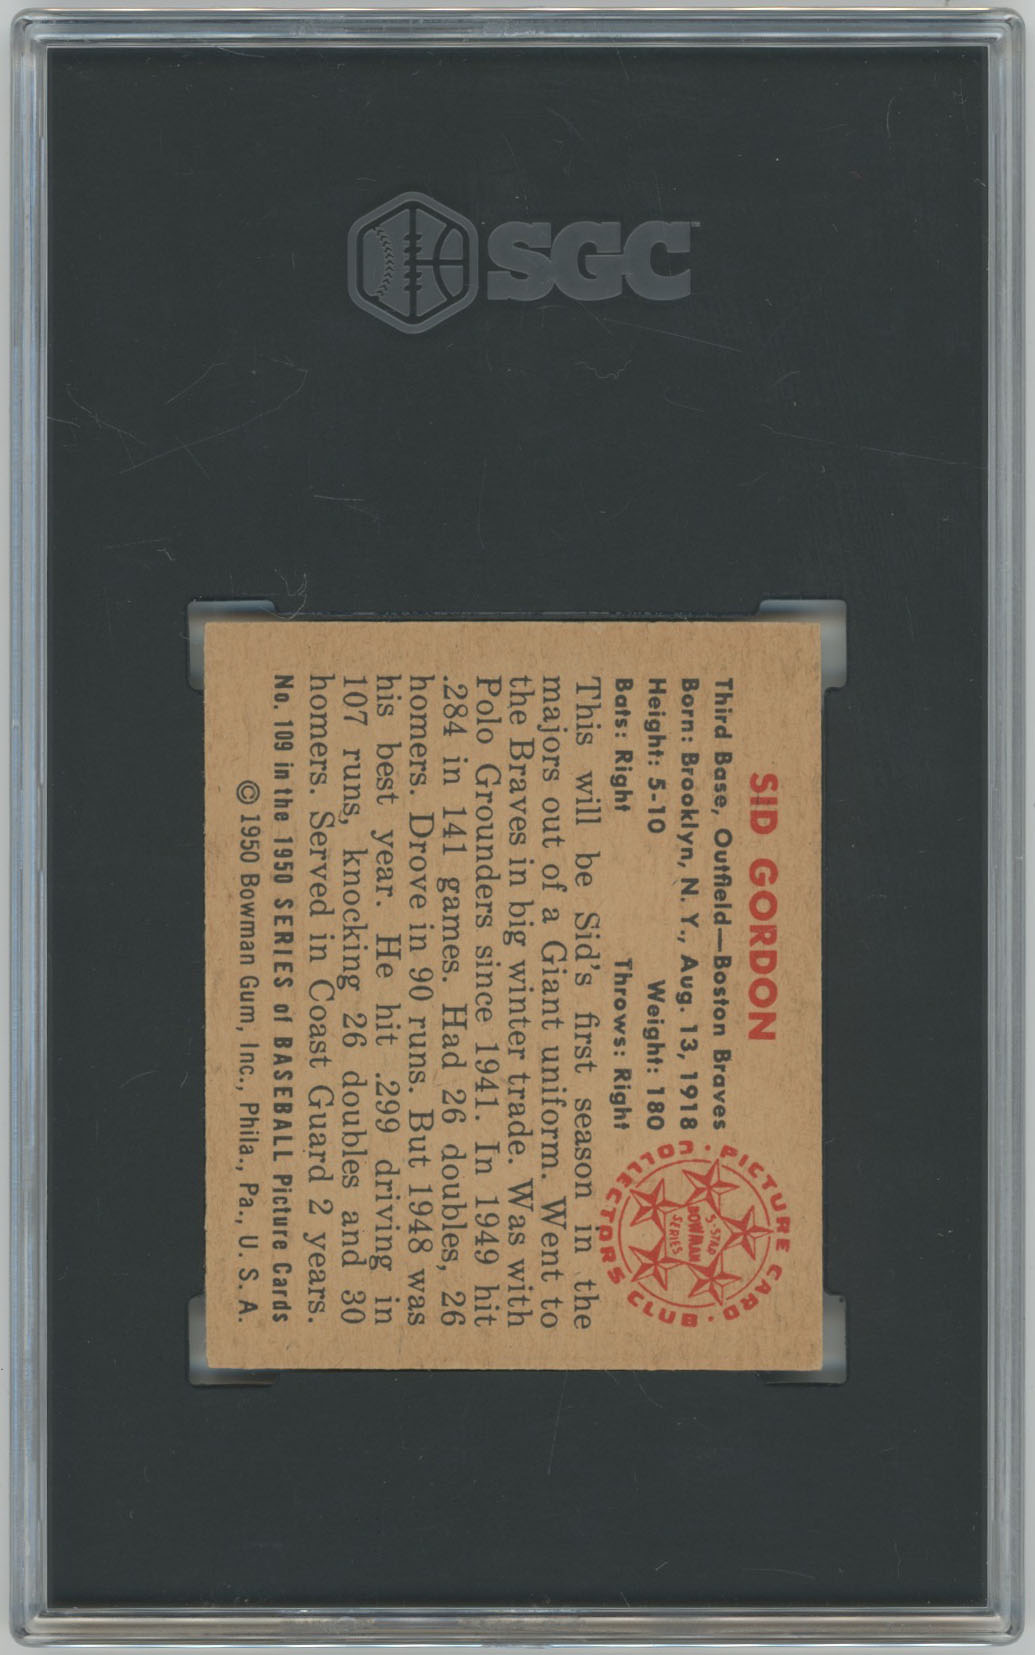 SGC
SID GORDON
Third Base, Outfield—Boston Braves
Born: Brooklyn, N. Y., Aug. 13, 1918
Height: 5-10 Weight: 180
Bats: Right Throws: Right
PICTURE CARD • COLLECTORS CLUB •
5-STAR
BOWMAN
SERIES
This will be Sid's first season in the
majors out of a Giant uniform. Went to
the Braves in big winter trade. Was with
Polo Grounders since 1941. In 1949 hit
.284 in 141 games. Had 26 doubles, 26
homers. Drove in 90 runs. But 1948 was
his best year. He hit .299 driving in
107 runs, knocking 26 doubles and 30
homers. Served in Coast Guard 2 years.
No. 109 in the 1950 SERIES of BASEBALL Picture Cards
©1950 Bowman Gum, Inc., Phila., Pa., U. S. A.